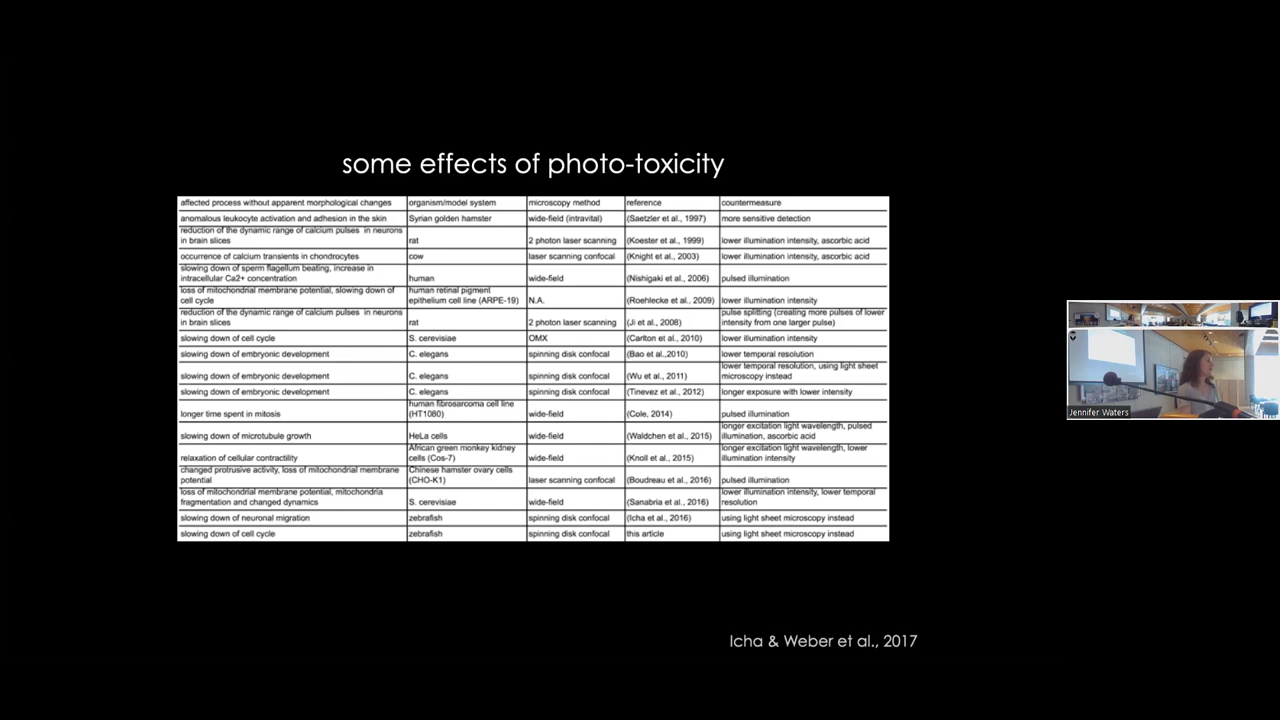 some effects of photo-toxicity
affected process without apparent morphological changes organism/model system microscopy method reference countermeasure
anomalous leukocyte activation and adhesion in the skin Syrian golden hamster wide-field (intravital) (Saetzler et al., 1997) more sensitive detection
reduction of the dynamic range of calcium pulses in neurons
in brain slices rat 2 photon laser scanning (Koester et al., 1999) lower illumination intensity, ascorbic acid
occurrence of calcium transients in chondrocytes cow laser scanning confocal (Knight et al., 2003) lower illumination intensity, ascorbic acid
slowing down of sperm flagellum beating, increase in
intracellular Ca2+ concentration human wide-field (Nishigaki et al., 2006) pulsed illumination
loss of mitochondrial membrane potential, slowing down of human retinal pigment
cell cycle epithelium cell line (ARPE-19) N.A. (Roehlecke et al., 2009) lower illumination intensity
reduction of the dynamic range of calcium pulses in neurons pulse splitting (creating more pulses of lower
in brain slices rat 2 photon laser scanning (Ji et al., 2008) intensity from one larger pulse)
slowing down of cell cycle S. cerevisiae OMX (Carlton et al., 2010) lower illumination intensity
slowing down of embryonic development C. elegans spinning disk confocal (Bao et al.,2010) lower temporal resolution
lower temporal resolution, using light sheet
slowing down of embryonic development C. elegans spinning disk confocal (Wu et al., 2011) microscopy instead
slowing down of embryonic development C. elegans spinning disk confocal (Tinevez et al., 2012) longer exposure with lower intensity
human fibrosarcoma cell line
longer time spent in mitosis (HT1080) wide-field (Cole, 2014) pulsed illumination
longer excitation light wavelength, pulsed
slowing down of microtubule growth HeLa cells wide-field (Waldchen et al., 2015) illumination, ascorbic acid
African green monkey kidney longer excitation light wavelength, lower
relaxation of cellular contractility cells (Cos-7) wide-field (Knoll et al., 2015) illumination intensity
changed protrusive activity, loss of mitochondrial membrane Chinese hamster ovary cells
potential (CHO-K1) laser scanning confocal (Boudreau et al., 2016) pulsed illumination
loss of mitochondrial membrane potential, mitochondria lower illumination intensity, lower temporal
fragmentation and changed dynamics S. cerevisiae wide-field (Sanabria et al., 2016) resolution
slowing down of neuronal migration zebrafish spinning disk confocal (Icha et al., 2016) using light sheet microscopy instead
slowing down of cell cycle zebrafish spinning disk confocal this article using light sheet microscopy instead
Jennifer Waters
Icha & Weber et al., 2017